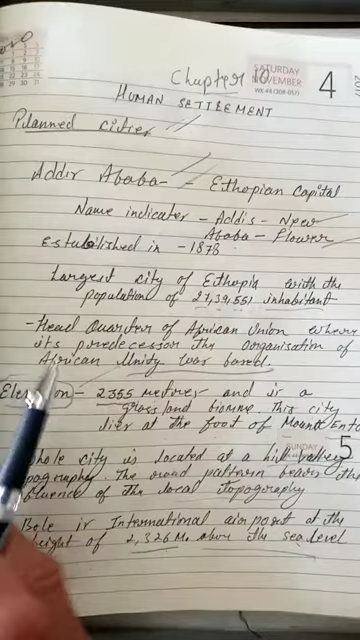 Chapter 10
SATURDAY
NOVEMBER
4
HUMAN SETTLEMENT
Planned cities
Addis Ababa - Ethopian Capital
Name indicater - Addis - New
Ababa - Flower
Established in - 1878
Largest city of Ethopia with the
population of 27,39,551 inhabitant
- Head Quarter of African Union where
its predecessor the Organisation of
African Unity was based.
2355 metres and is a
grassland biome. This city
lies at the foot of Mount Ento
SUNDAY 5
whole city is located at a hill valley
topography. The road pattern bears the
influence of the local topography
Bole is International airport at the
height of 2,326 M. above the sea level